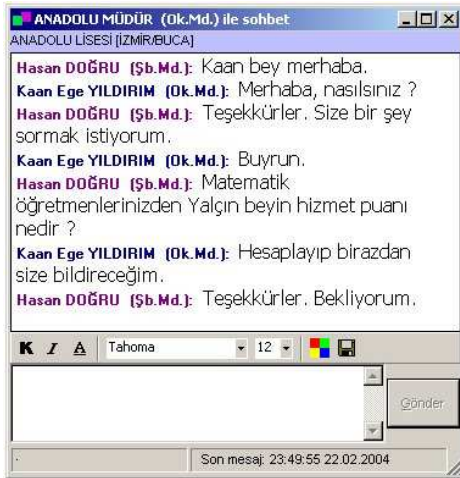 ANADOLU MÜDÜR (Ok.Md.) ile sohbet
ANADOLU LİSESİ [İZMİR/BUCA]
Hasan DOĞRU (Şb.Md.): Kaan bey merhaba.
Kaan Ege YILDIRIM (Ok.Md.): Merhaba, nasılsınız ?
Hasan DOĞRU (Şb.Md.): Teşekkürler. Size bir şey
sormak istiyorum.
Kaan Ege YILDIRIM (Ok.Md.): Buyrun.
Hasan DOĞRU (Şb.Md.): Matematik
öğretmenlerinizden Yalçın beyin hizmet puanı
nedir ?
Kaan Ege YILDIRIM (Ok.Md.): Hesaplayıp birazdan
size bildireceğim.
Hasan DOĞRU (Şb.Md.): Teşekkürler. Bekliyorum.
K I A Tahoma 12
Gönder
. Son mesaj: 23:49:55 22.02.2004